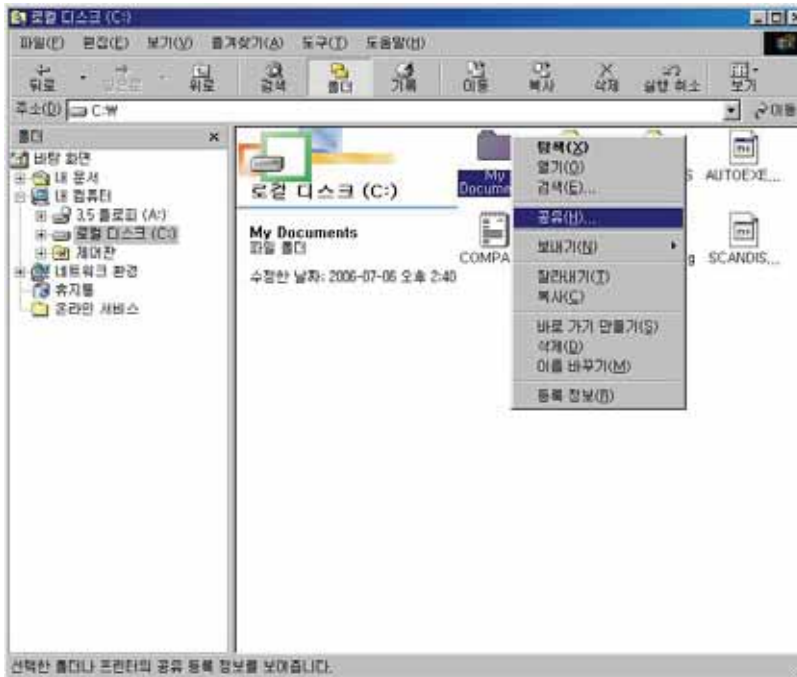 로컬 디스크 (C:)
파일(F) 편집(E) 보기(V) 즐겨찾기(A) 도구(T) 도움말(H)
뒤로 앞으로 위로 검색 폴더 기록 이동 복사 삭제 실행 취소 보기
주소(D) C:₩ 이동
폴더
바탕 화면
내 문서
내 컴퓨터
3.5 플로피 (A:)
로컬 디스크 (C:)
제어판
네트워크 환경
휴지통
온라인 서비스
로컬 디스크 (C:)
My Documents
파일 폴더
수정한 날짜: 2006-07-06 오후 2:40
My
Docume
S
AUTOEXE...
COMPA
g
SCANDIS...
탐색(X)
열기(O)
검색(E)...
공유(H)...
보내기(N)
잘라내기(T)
복사(C)
바로 가기 만들기(S)
삭제(D)
이름 바꾸기(M)
등록 정보(R)
선택한 폴더나 프린터의 공유 등록 정보를 보여줍니다.